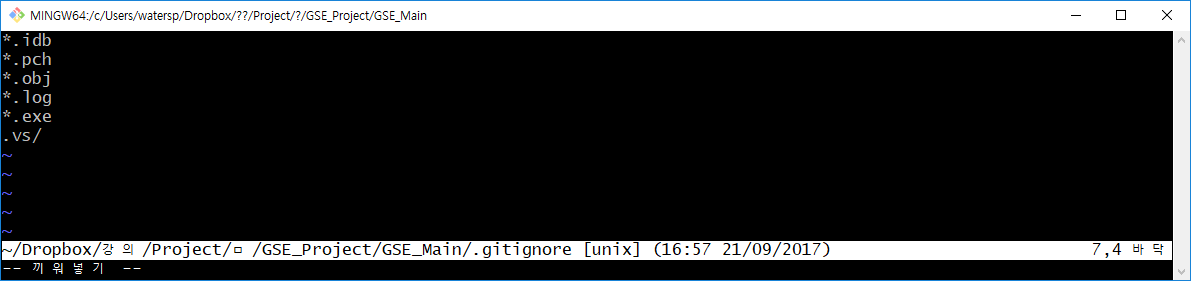 MINGW64:/c/Users/watersp/Dropbox/??/Project/?/GSE_Project/GSE_Main
*.idb
*.pch
*.obj
*.log
*.exe
.vs/
~
~
~
~
~
~/Dropbox/강 의 /Project/ㅁ /GSE_Project/GSE_Main/.gitignore [unix] (16:57 21/09/2017) 7,4 바 닥
-- 끼 워 넣 기 --